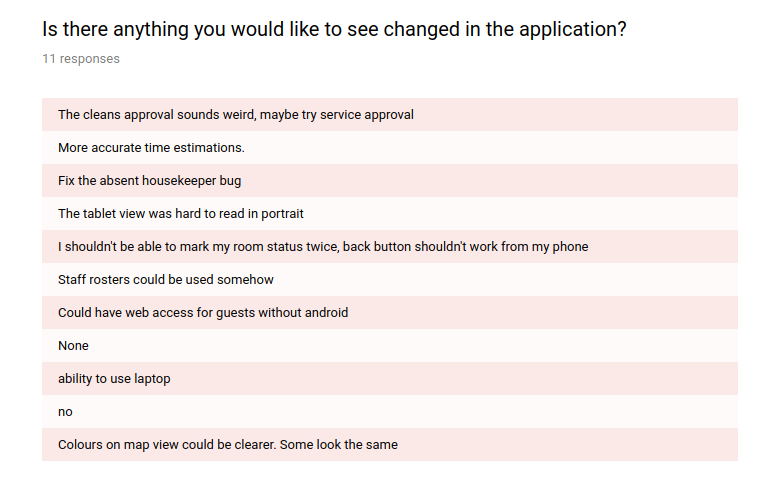 Is there anything you would like to see changed in the application?
11 responses
The cleans approval sounds weird, maybe try service approval
More accurate time estimations.
Fix the absent housekeeper bug
The tablet view was hard to read in portrait
I shouldn't be able to mark my room status twice, back button shouldn't work from my phone
Staff rosters could be used somehow
Could have web access for guests without android
None
ability to use laptop
no
Colours on map view could be clearer. Some look the same